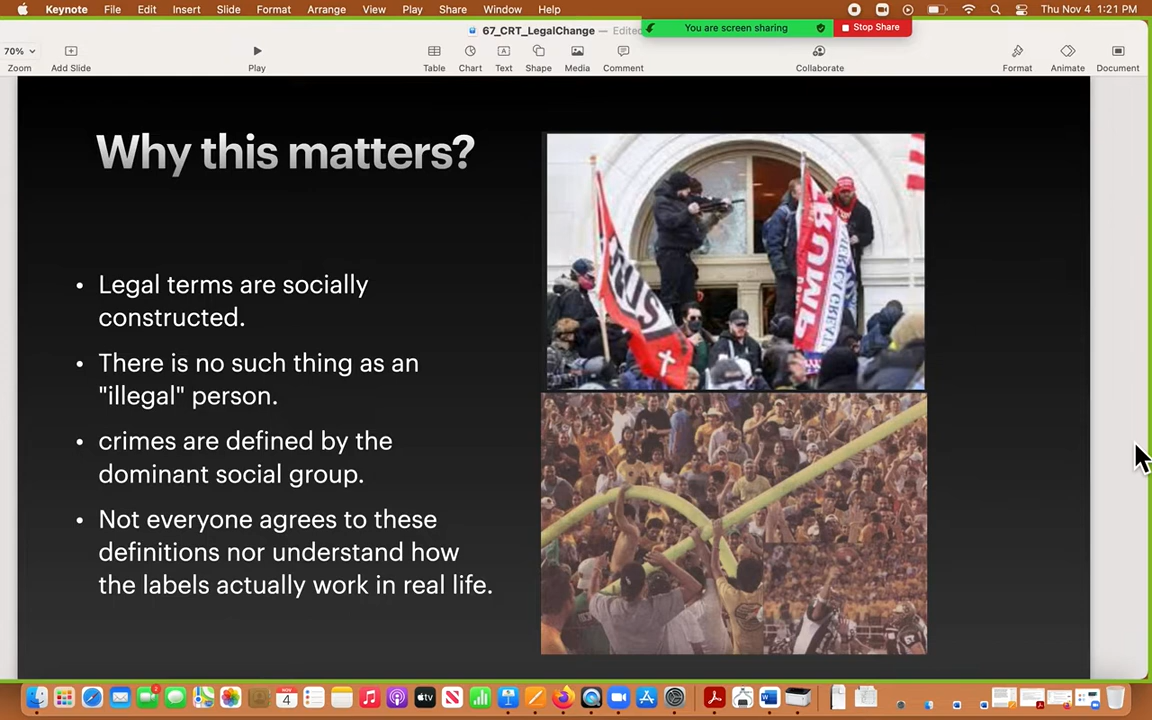 Keynote File Edit Insert Slide Format Arrange View Play Share Window Help Thu Nov 4 1:21 PM
67_CRT_LegalChange — Edited
You are screen sharing Stop Share
70%
Zoom Add Slide Play Table Chart Text Shape Media Comment Collaborate Format Animate Document
Why this matters?
• Legal terms are socially
constructed.
• There is no such thing as an
"illegal" person.
• crimes are defined by the
dominant social group.
• Not everyone agrees to these
definitions nor understand how
the labels actually work in real life.
TRUMP